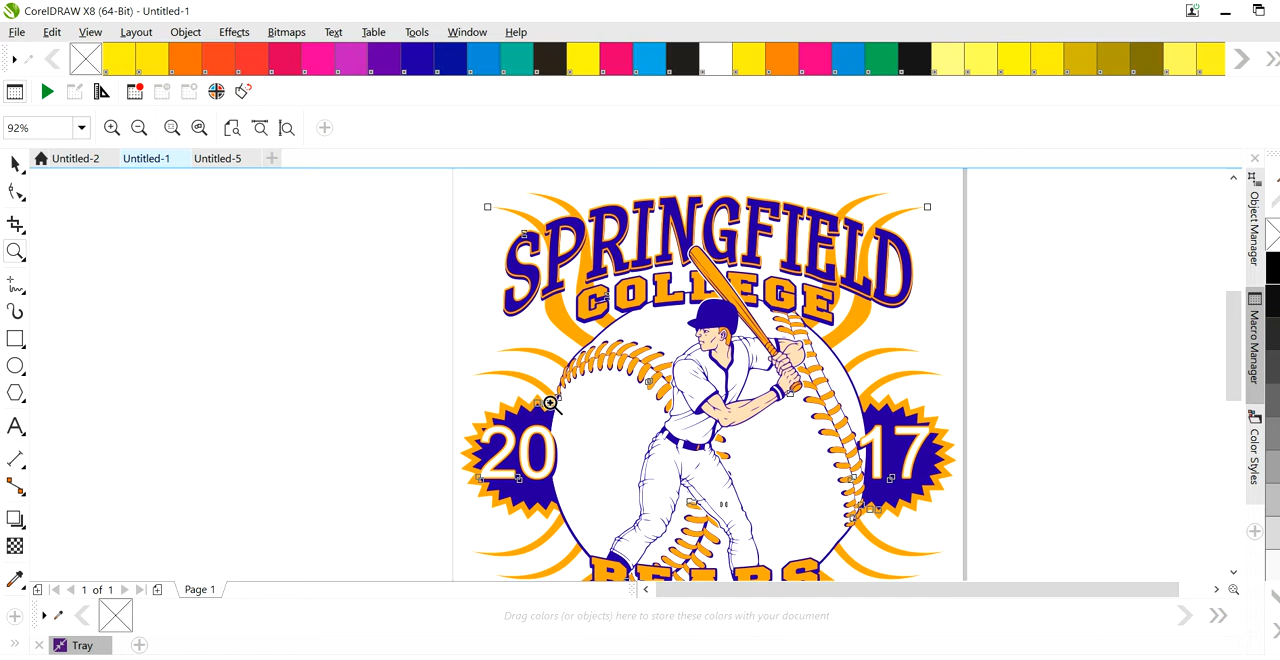 CorelDRAW X8 (64-Bit) - Untitled-1
File Edit View Layout Object Effects Bitmaps Text Table Tools Window Help
92%
Untitled-2 Untitled-1 Untitled-5
SPRINGFIELD
COLLEGE
20 17
BEARS
Object Manager
Macro Manager
Color Styles
1 of 1 Page 1
Drag colors (or objects) here to store these colors with your document
Tray